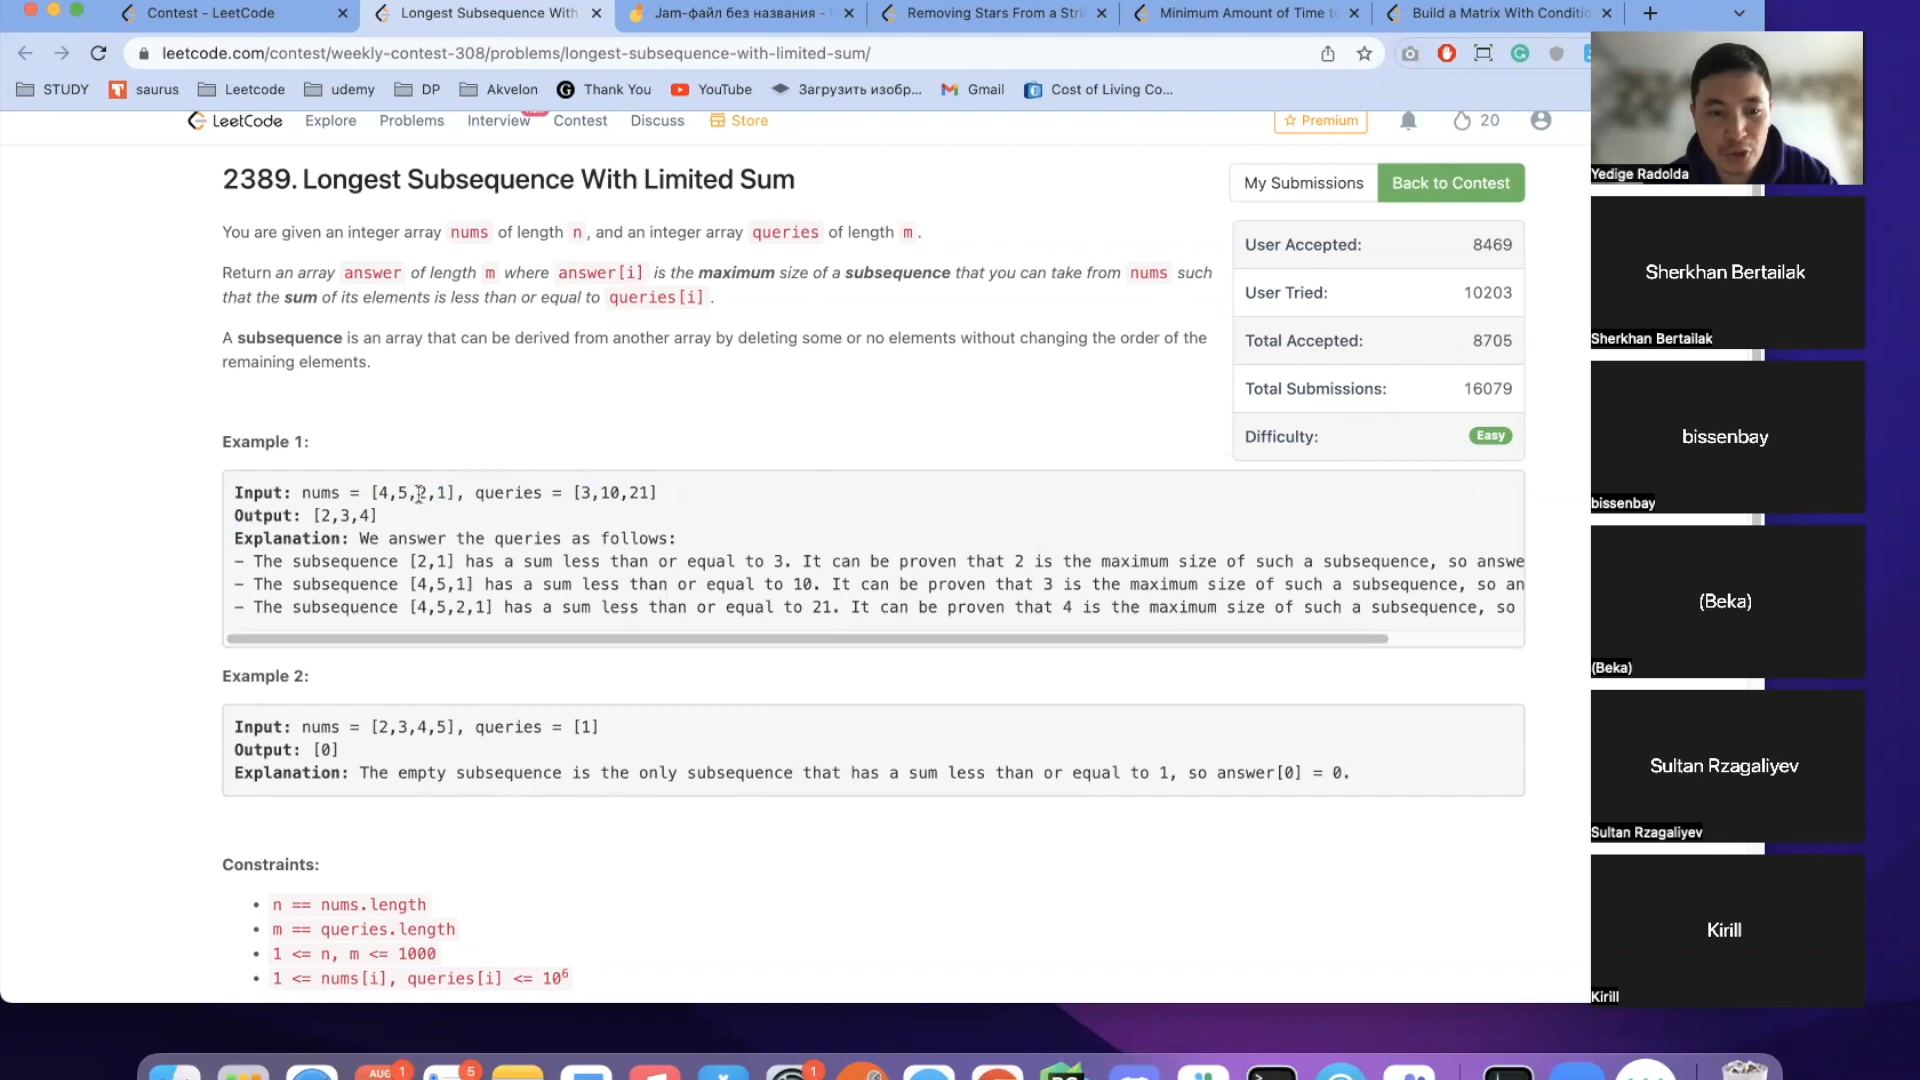 Contest - LeetCode
Longest Subsequence With
Jam-файл без названия -
Removing Stars From a Stri
Minimum Amount of Time to
Build a Matrix With Conditio
leetcode.com/contest/weekly-contest-308/problems/longest-subsequence-with-limited-sum/
STUDY saurus Leetcode udemy DP Akvelon Thank You YouTube Загрузить изобр... Gmail Cost of Living Co...
LeetCode Explore Problems Interview Contest Discuss Store Premium 20
2389. Longest Subsequence With Limited Sum
My Submissions Back to Contest
You are given an integer array nums of length n, and an integer array queries of length m.
Return an array answer of length m where answer[i] is the maximum size of a subsequence that you can take from nums such
that the sum of its elements is less than or equal to queries[i].
A subsequence is an array that can be derived from another array by deleting some or no elements without changing the order of the
remaining elements.
User Accepted: 8469
User Tried: 10203
Total Accepted: 8705
Total Submissions: 16079
Difficulty: Easy
Example 1:
Input: nums = [4,5,2,1], queries = [3,10,21]
Output: [2,3,4]
Explanation: We answer the queries as follows:
- The subsequence [2,1] has a sum less than or equal to 3. It can be proven that 2 is the maximum size of such a subsequence, so answe
- The subsequence [4,5,1] has a sum less than or equal to 10. It can be proven that 3 is the maximum size of such a subsequence, so an
- The subsequence [4,5,2,1] has a sum less than or equal to 21. It can be proven that 4 is the maximum size of such a subsequence, so
Example 2:
Input: nums = [2,3,4,5], queries = [1]
Output: [0]
Explanation: The empty subsequence is the only subsequence that has a sum less than or equal to 1, so answer[0] = 0.
Constraints:
• n == nums.length
• m == queries.length
• 1 <= n, m <= 1000
• 1 <= nums[i], queries[i] <= 10⁶
Yedige Radolda
Sherkhan Bertailak
Sherkhan Bertailak
bissenbay
bissenbay
(Beka)
(Beka)
Sultan Rzagaliyev
Sultan Rzagaliyev
Kirill
Kirill
AUG 1 5 1